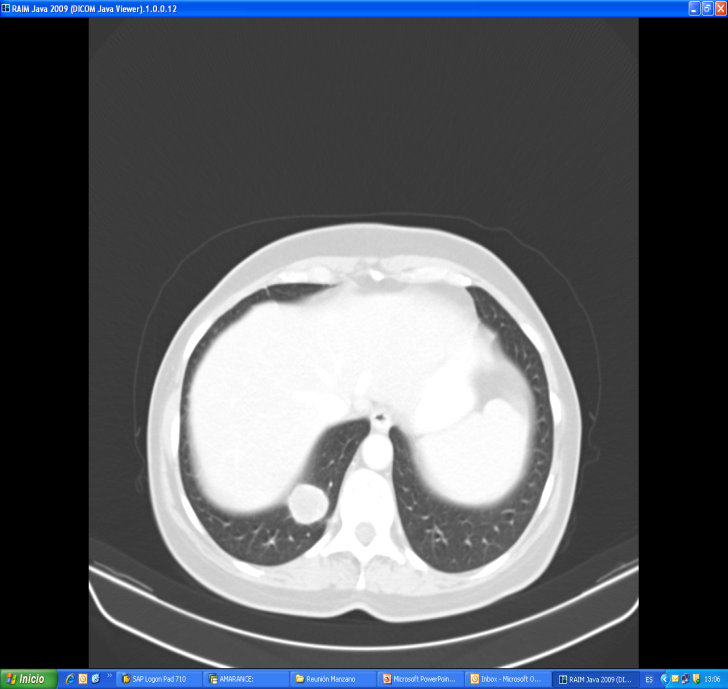 RAIM Java 2009 (DICOM Java Viewer).1.0.0.12
Inicio
SAP Logon Pad 710
AMARANCE:
Reunión Manzano
Microsoft PowerPoin...
Inbox - Microsoft O...
RAIM Java 2009 (DI...
ES
13:06